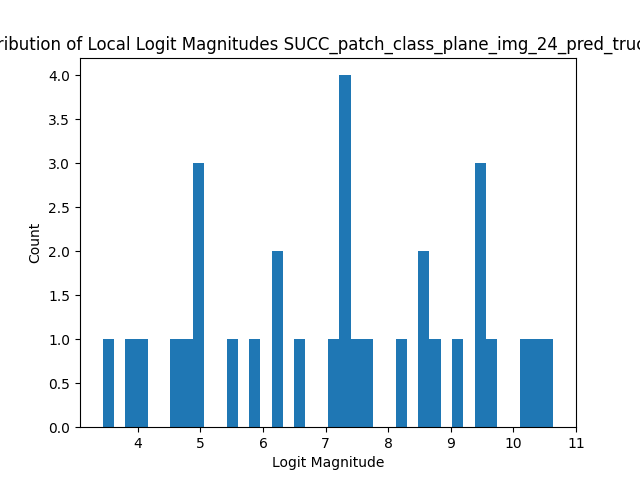 ribution of Local Logit Magnitudes SUCC_patch_class_plane_img_24_pred_truc
4.0
3.5
3.0
2.5
2.0
1.5
1.0
0.5
0.0
Count
4 5 6 7 8 9 10 11
Logit Magnitude